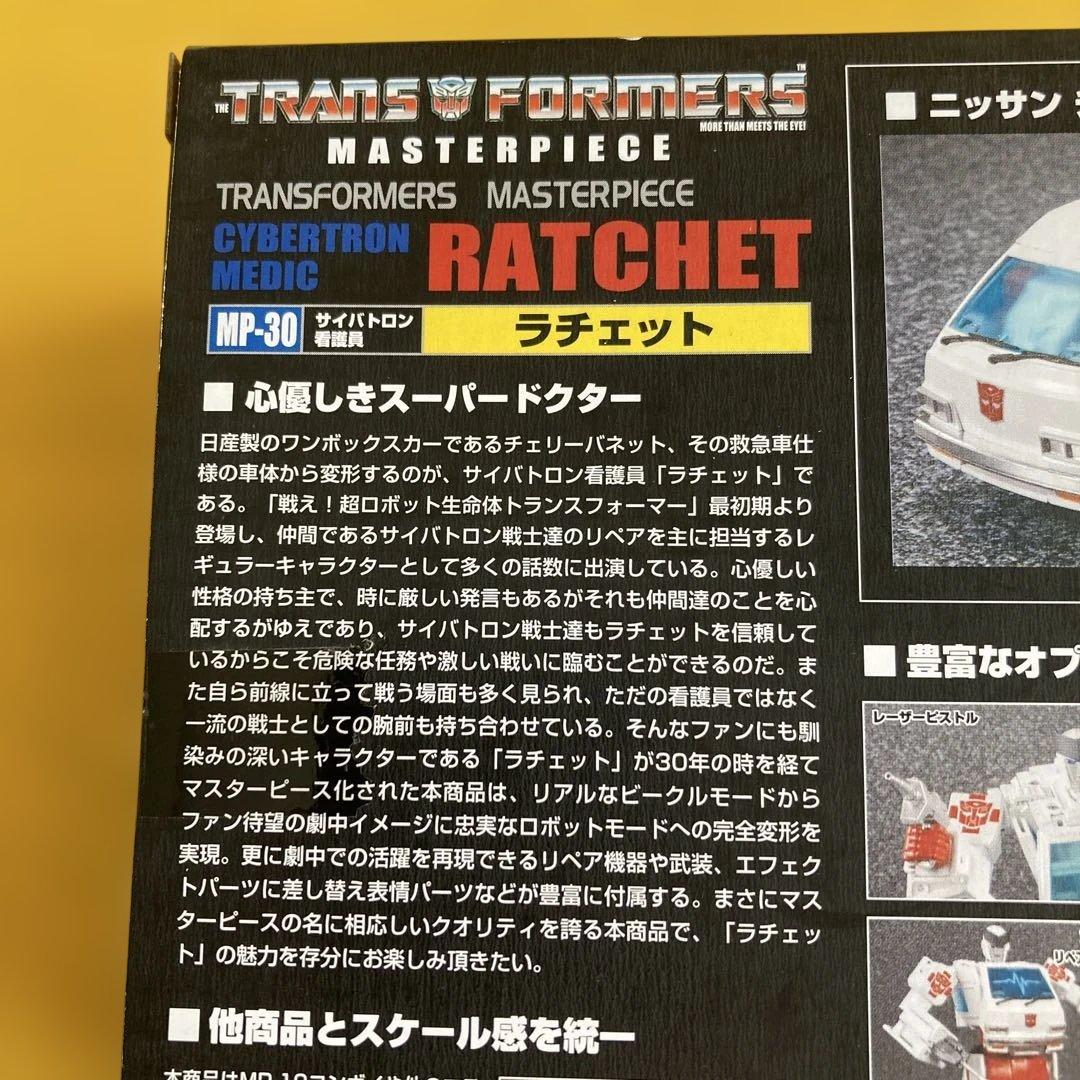 THE TRANSFORMERS™
MORE THAN MEETS THE EYE!
MASTERPIECE
TRANSFORMERS MASTERPIECE
CYBERTRON
MEDIC
RATCHET
MP-30
サイバトロン
看護員
ラチェット
■ 心優しきスーパードクター
日産製のワンボックスカーであるチェリーバネット、その救急車仕
様の車体から変形するのが、サイバトロン看護員「ラチェット」で
ある。「戦え！超ロボット生命体トランスフォーマー」最初期より
登場し、仲間であるサイバトロン戦士達のリペアを主に担当するレ
ギュラーキャラクターとして多くの話数に出演している。心優しい
性格の持ち主で、時に厳しい発言もあるがそれも仲間達のことを心
配するがゆえであり、サイバトロン戦士達もラチェットを信頼して
いるからこそ危険な任務や激しい戦いに臨むことができるのだ。ま
た自ら前線に立って戦う場面も多く見られ、ただの看護員ではなく
一流の戦士としての腕前も持ち合わせている。そんなファンにも馴
染みの深いキャラクターである「ラチェット」が30年の時を経て
マスターピース化された本商品は、リアルなビークルモードから
ファン待望の劇中イメージに忠実なロボットモードへの完全変形を
実現。更に劇中での活躍を再現できるリペア機器や武装、エフェク
トパーツに差し替え表情パーツなどが豊富に付属する。まさにマス
ターピースの名に相応しいクオリティを誇る本商品で、「ラチェッ
ト」の魅力を存分にお楽しみ頂きたい。
■ 他商品とスケール感を統一
■ ニッサン
■ 豊富なオプ
レーザーピストル
リペア